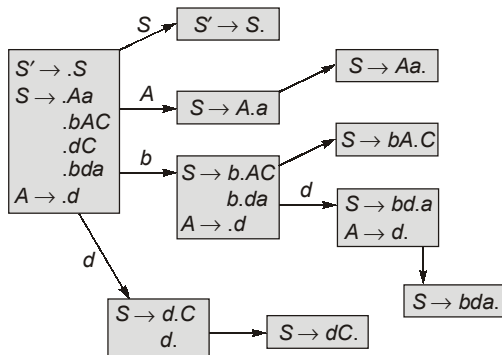 S
S′ → S.
S′ → .S
S → .Aa
.bAC
.dC
.bda
A → .d
A
S → A.a
S → Aa.
b
S → b.AC
b.da
A → .d
S → bA.C
d
S → bd.a
A → d.
S → bda.
d
S → d.C
d.
S → dC.